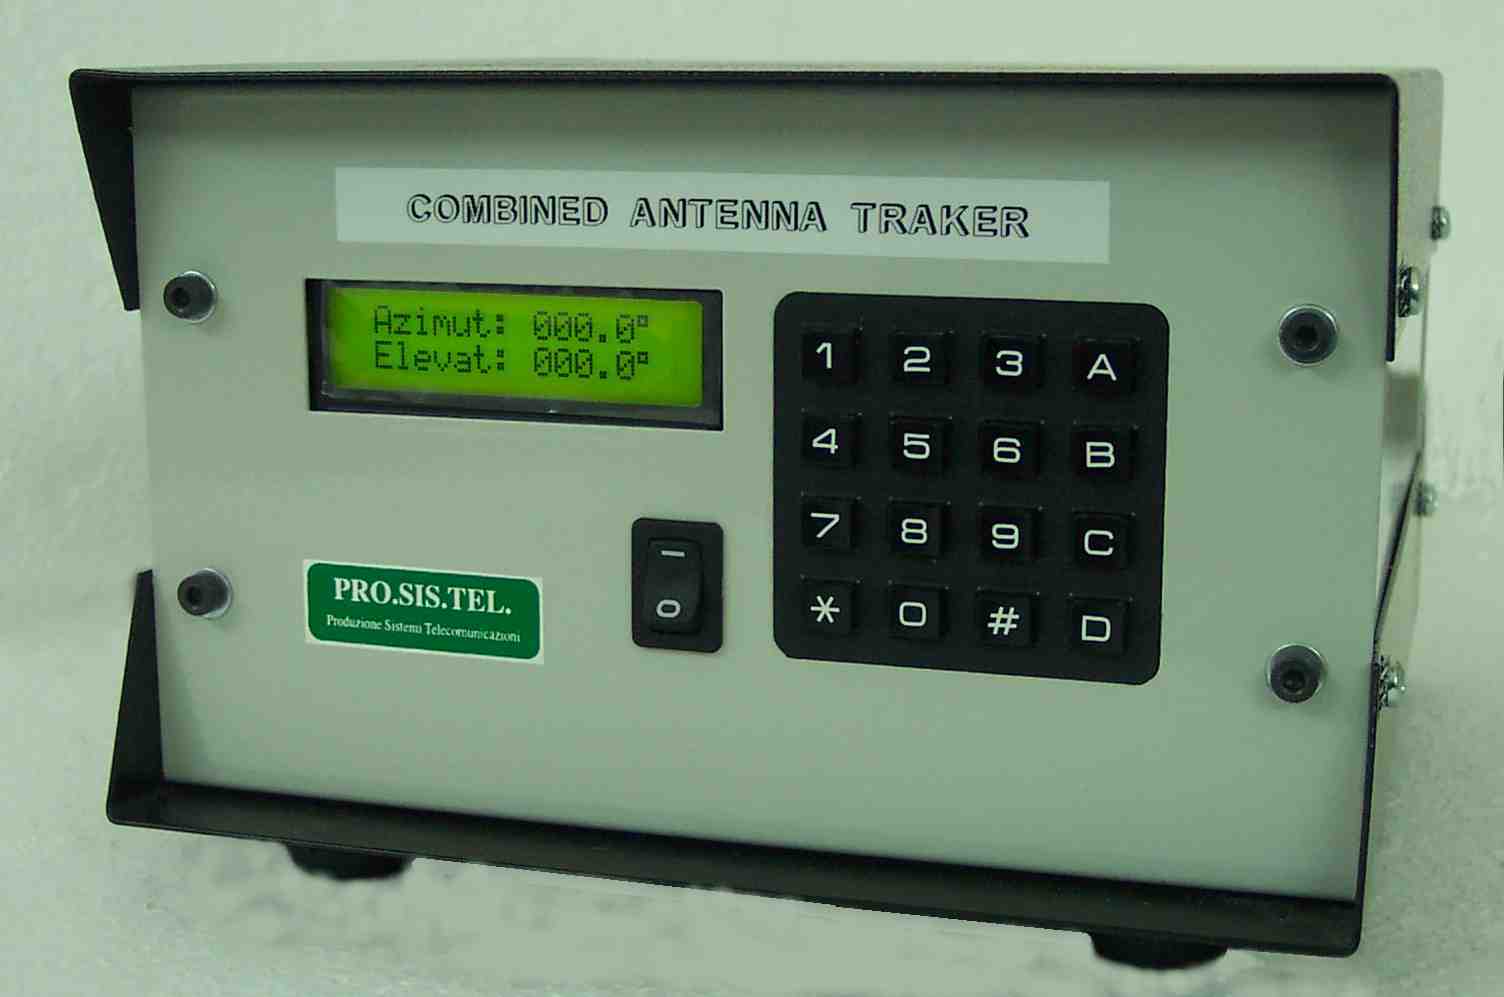 COMBINED ANTENNA TRAKER
Azimut: 000.0°
Elevat: 000.0°
1 2 3 A
4 5 6 B
7 8 9 C
* 0 # D
PRO.SIS.TEL.
Produzione Sistemi Telecomunicazioni